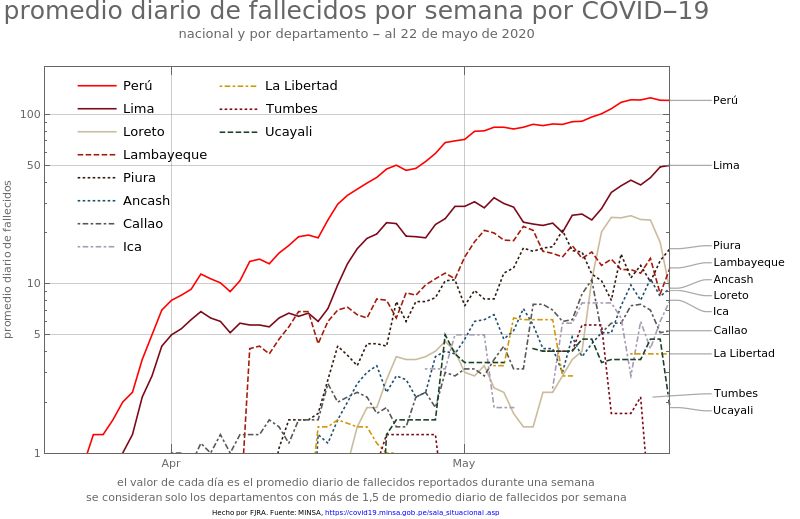 promedio diario de fallecidos por semana por COVID‒19
nacional y por departamento – al 22 de mayo de 2020
promedio diario de fallecidos
100
50
10
5
1
Apr
May
Perú
Lima
Loreto
Lambayeque
Piura
Ancash
Callao
Ica
La Libertad
Tumbes
Ucayali
Perú
Lima
Piura
Lambayeque
Ancash
Loreto
Ica
Callao
La Libertad
Tumbes
Ucayali
el valor de cada día es el promedio diario de fallecidos reportados durante una semana
se consideran solo los departamentos con más de 1,5 de promedio diario de fallecidos por semana
Hecho por FJRA. Fuente: MINSA, https://covid19.minsa.gob.pe/sala_situacional.asp